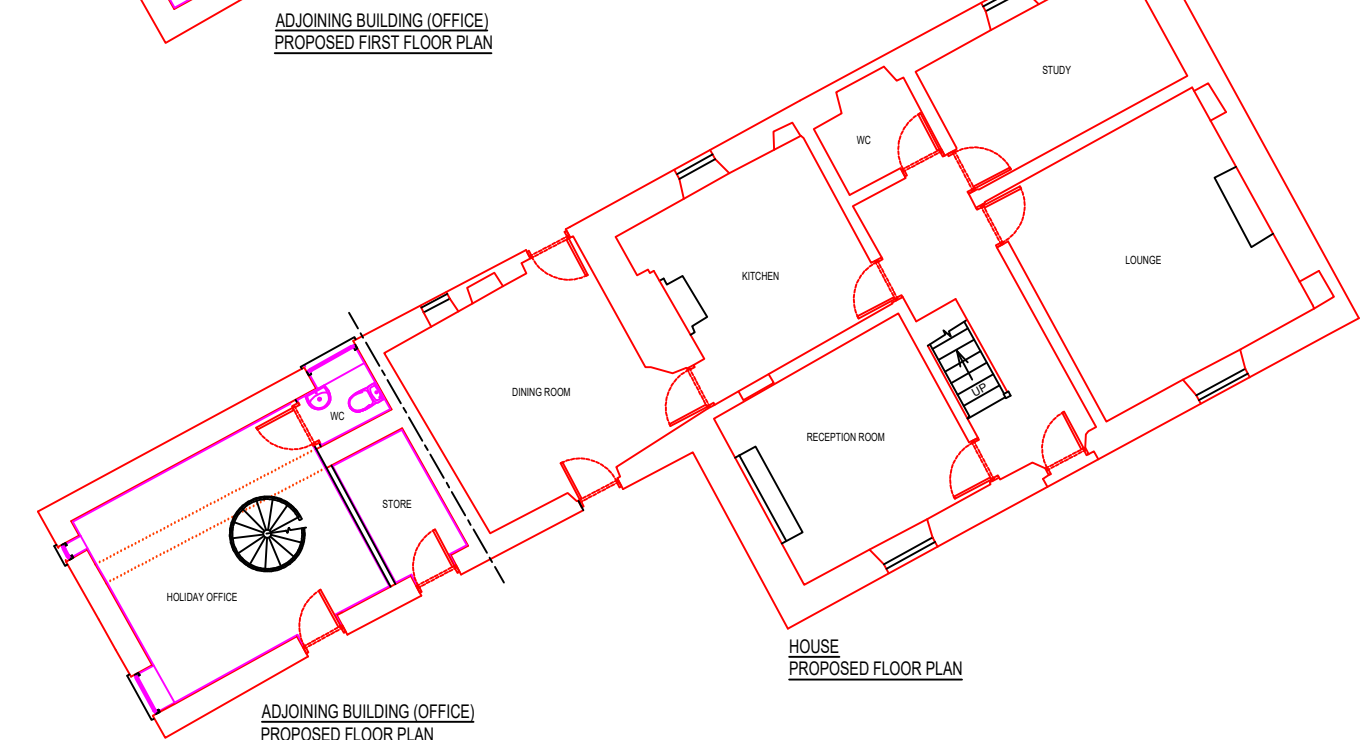 ADJOINING BUILDING (OFFICE)
PROPOSED FIRST FLOOR PLAN
STUDY
WC
LOUNGE
KITCHEN
DINING ROOM
UP
WC
RECEPTION ROOM
STORE
HOLIDAY OFFICE
HOUSE
PROPOSED FLOOR PLAN
ADJOINING BUILDING (OFFICE)
PROPOSED FLOOR PLAN